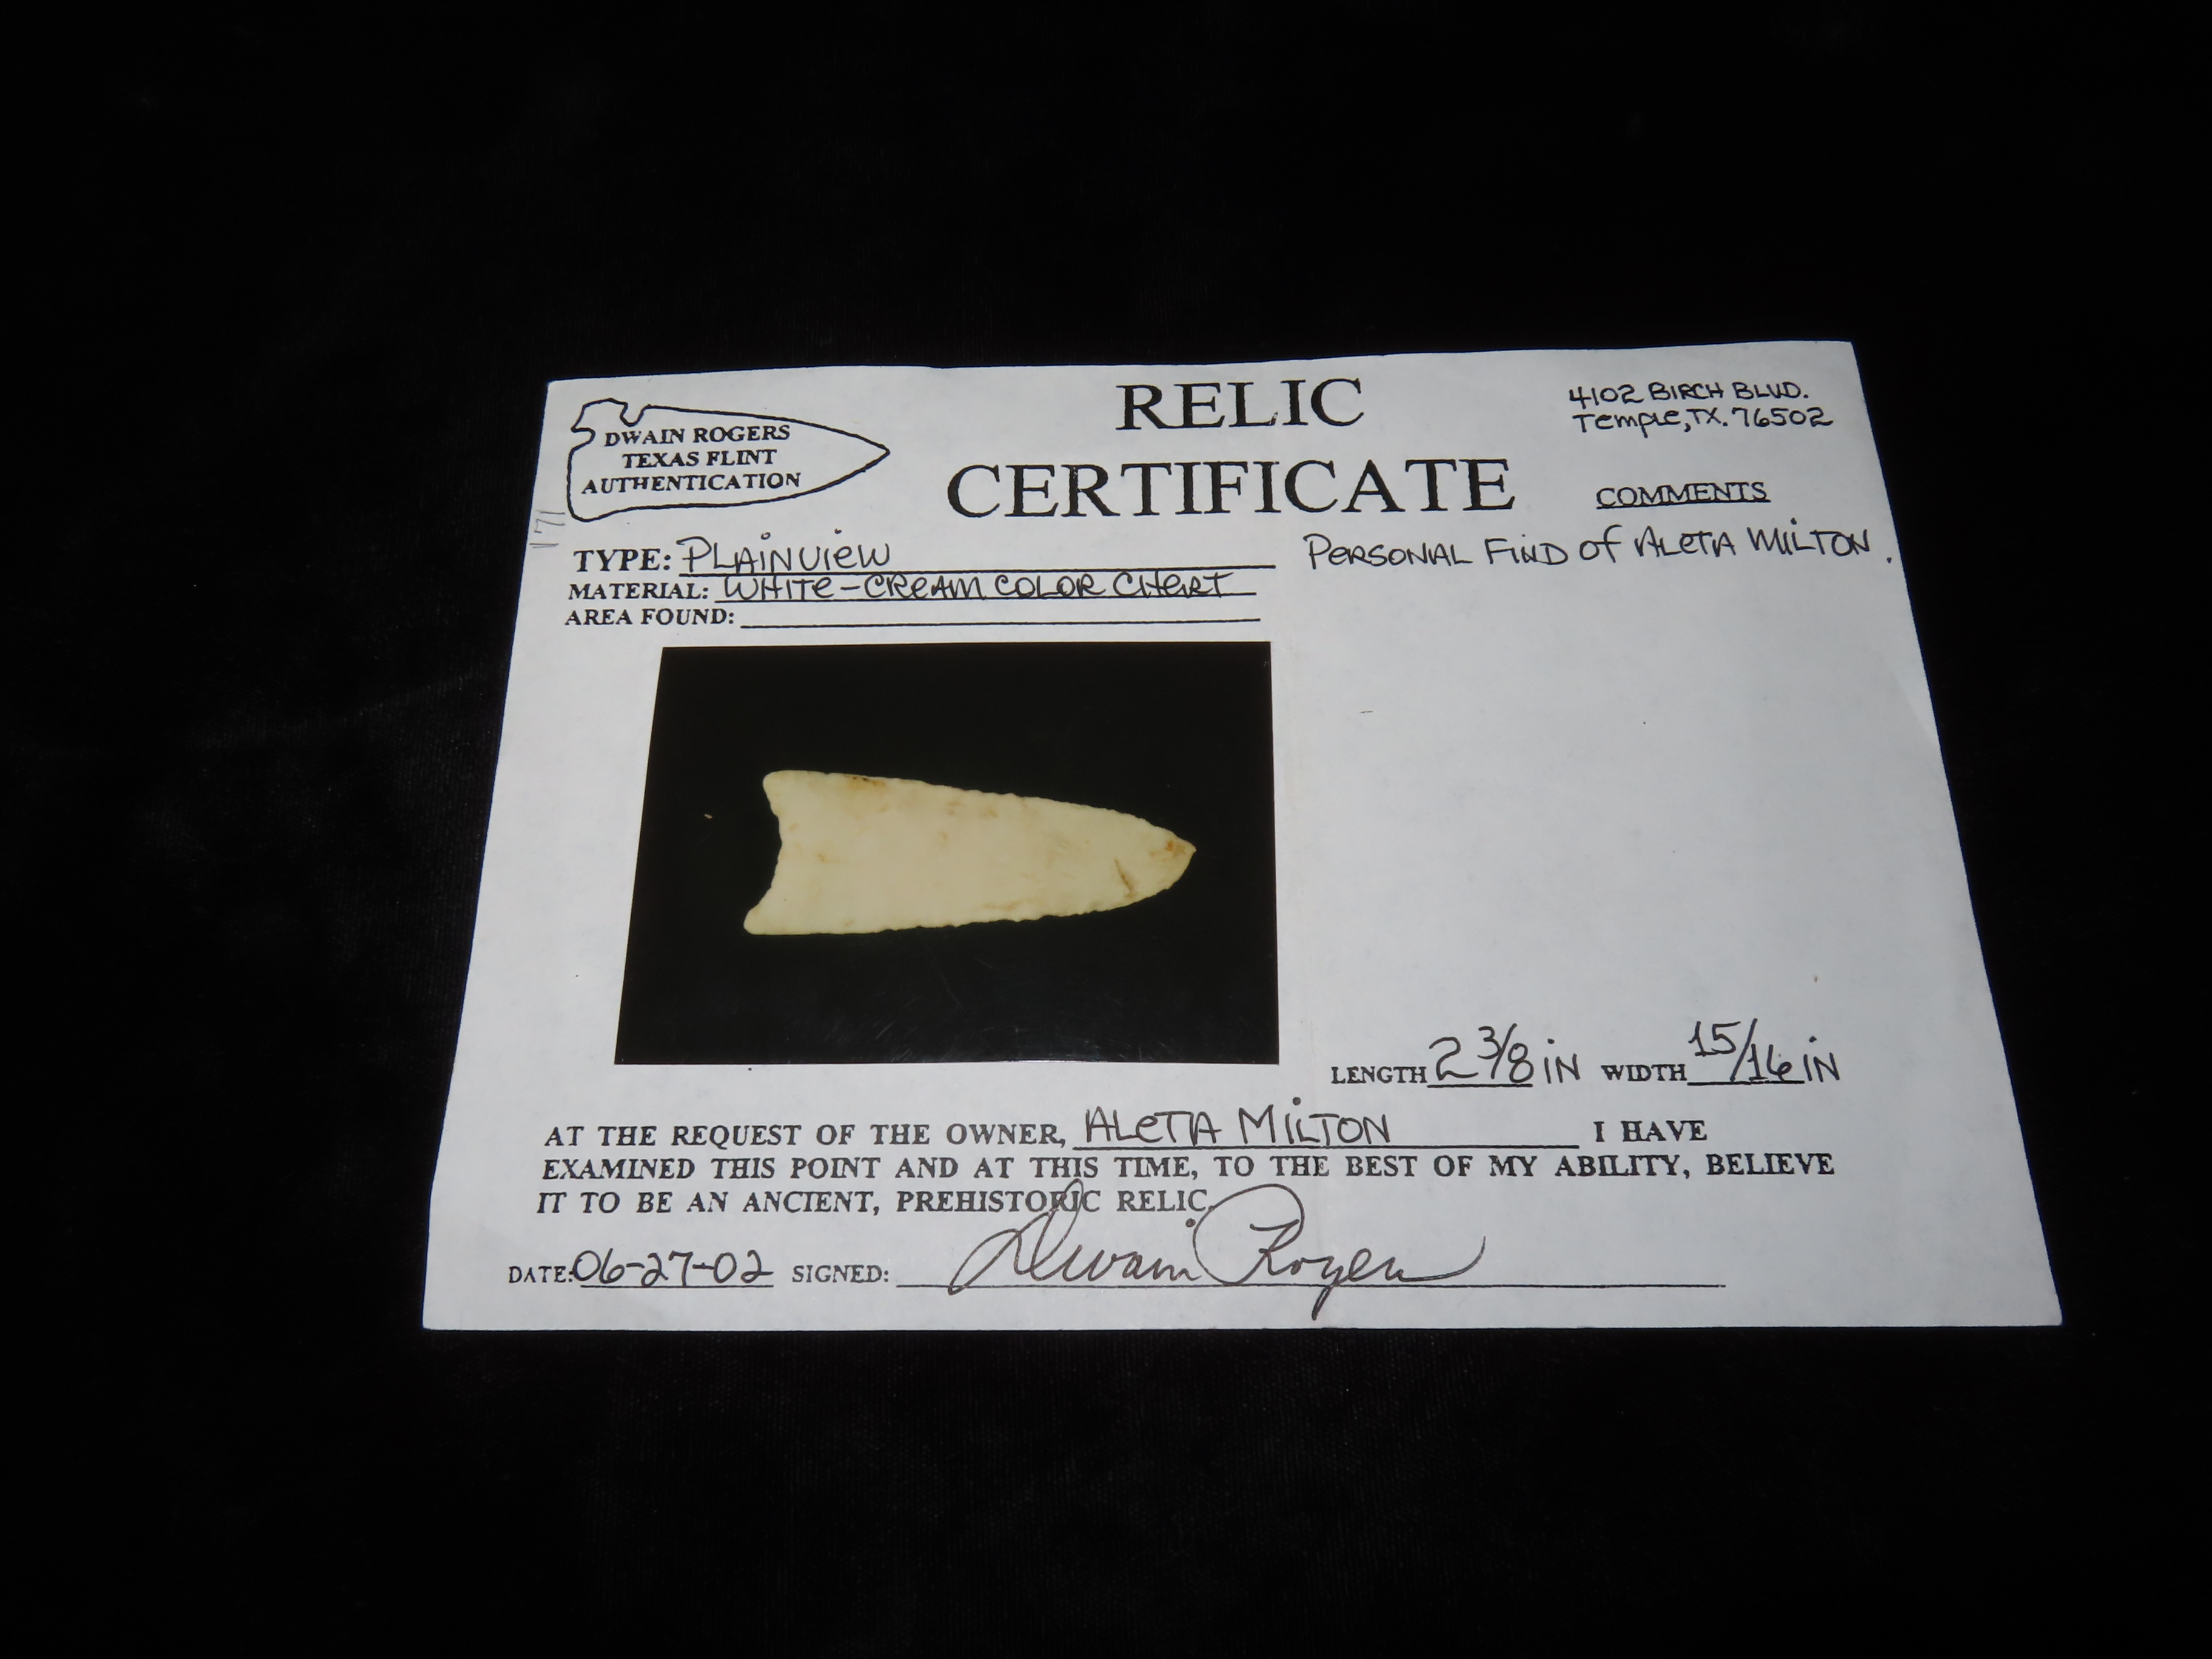 DWAIN ROGERS
TEXAS FLINT
AUTHENTICATION
RELIC
CERTIFICATE
4102 BIRCH BLVD.
Temple, TX. 76502
COMMENTS
PERSONAL FIND OF ALETA MILTON.
171
TYPE: PLAINVIEW
MATERIAL: WHITE-CREAM COLOR CHERT
AREA FOUND:
LENGTH 2 3/8 IN WIDTH 15/16 IN
AT THE REQUEST OF THE OWNER, ALETA MILTON I HAVE
EXAMINED THIS POINT AND AT THIS TIME, TO THE BEST OF MY ABILITY, BELIEVE
IT TO BE AN ANCIENT, PREHISTORIC RELIC.
DATE: 06-27-02 SIGNED: Dwain Rogers